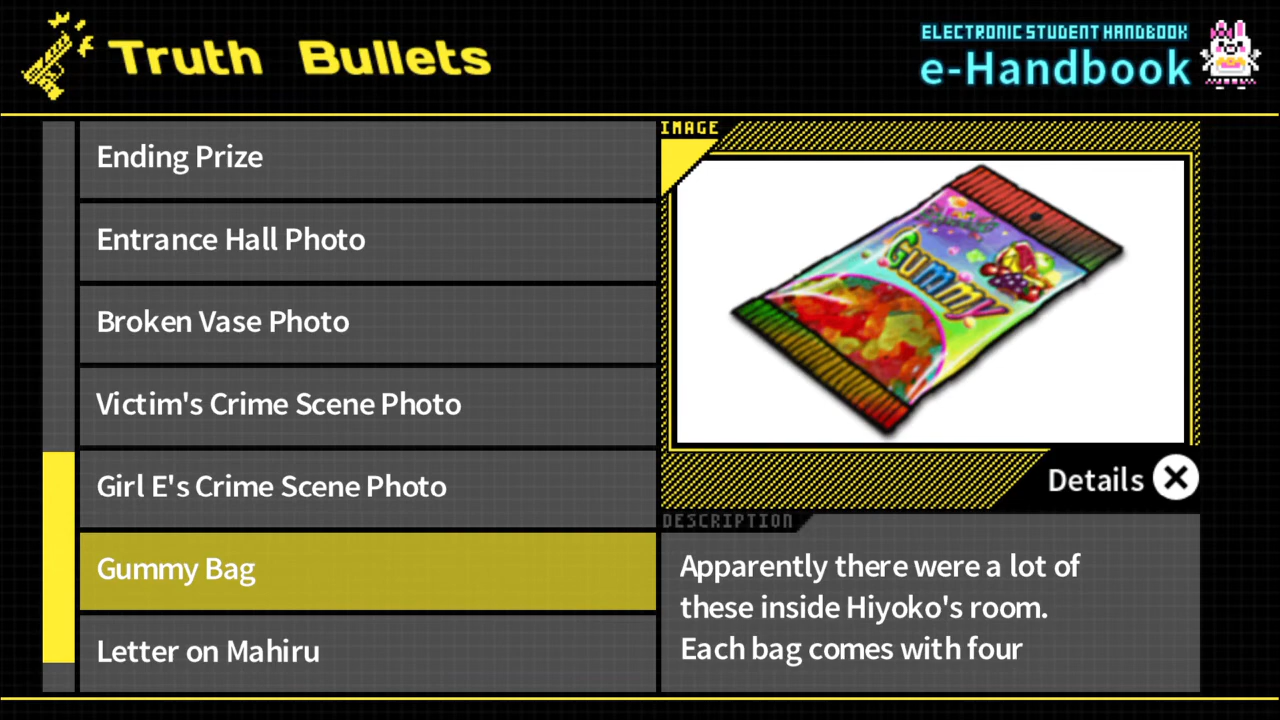 Truth Bullets
ELECTRONIC STUDENT HANDBOOK
e-Handbook
Ending Prize
Entrance Hall Photo
Broken Vase Photo
Victim's Crime Scene Photo
Girl E's Crime Scene Photo
Gummy Bag
Letter on Mahiru
IMAGE
Gummy
Details
DESCRIPTION
Apparently there were a lot of
these inside Hiyoko's room.
Each bag comes with four